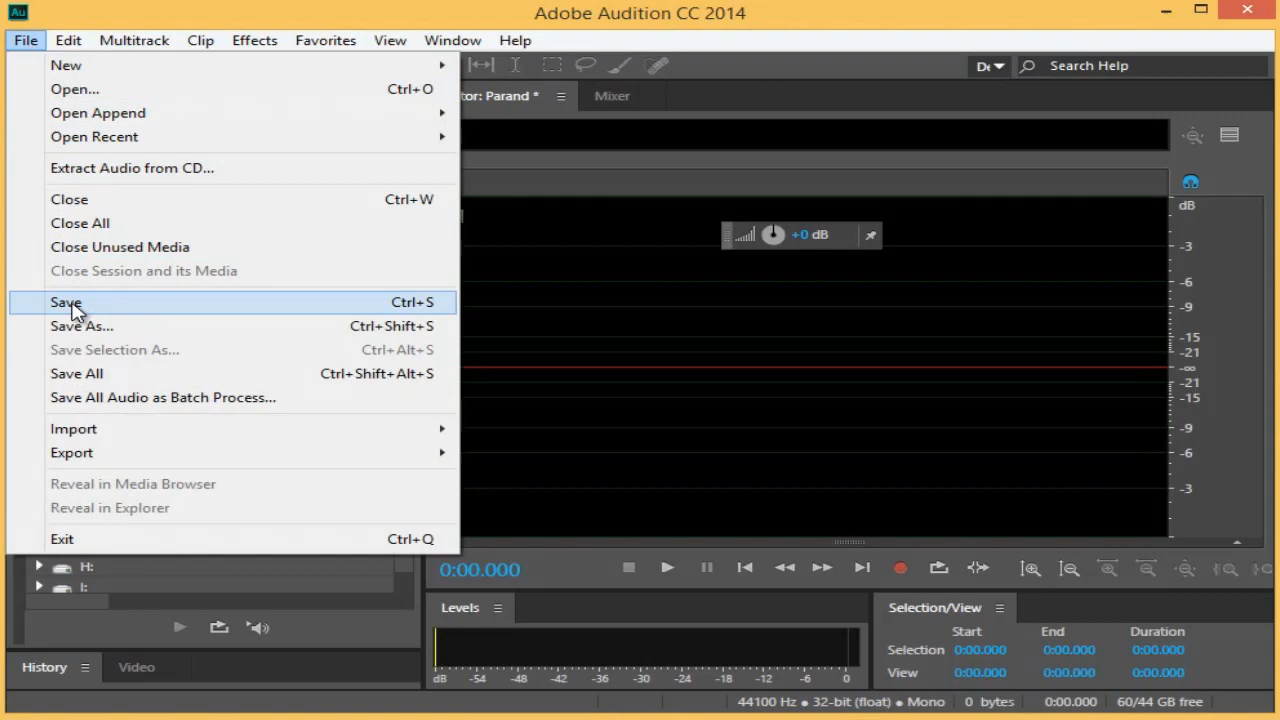 Au
Adobe Audition CC 2014
File Edit Multitrack Clip Effects Favorites View Window Help
New
Open... Ctrl+O
Open Append
Open Recent
Extract Audio from CD...
Close Ctrl+W
Close All
Close Unused Media
Close Session and its Media
Save Ctrl+S
Save As... Ctrl+Shift+S
Save Selection As... Ctrl+Alt+S
Save All Ctrl+Shift+Alt+S
Save All Audio as Batch Process...
Import
Export
Reveal in Media Browser
Reveal in Explorer
Exit Ctrl+Q
Search Help
tor: Parand * Mixer
+0 dB
dB
-3
-6
-9
-15
-21
-∞
-21
-15
-9
-6
-3
H:
I:
0:00.000
Levels
dB -54 -48 -42 -36 -30 -24 -18 -12 -6 0
Selection/View
Start End Duration
Selection 0:00.000 0:00.000 0:00.000
View 0:00.000 0:00.000 0:00.000
History Video
44100 Hz ● 32-bit (float) ● Mono 0 bytes 0:00.000 60/44 GB free